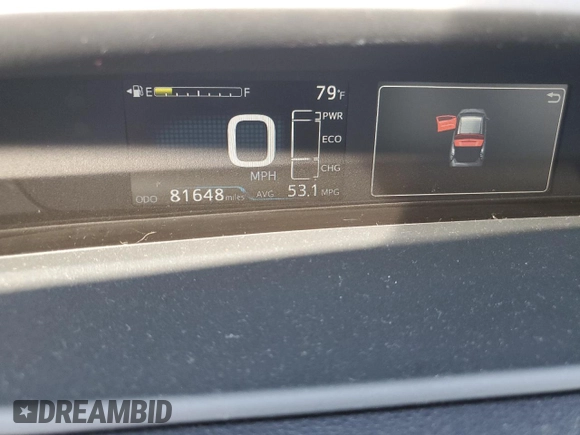 E F 79°F
0
MPH
PWR
ECO
CHG
ODO 81648 miles AVG 53.1 MPG
DREAMBID